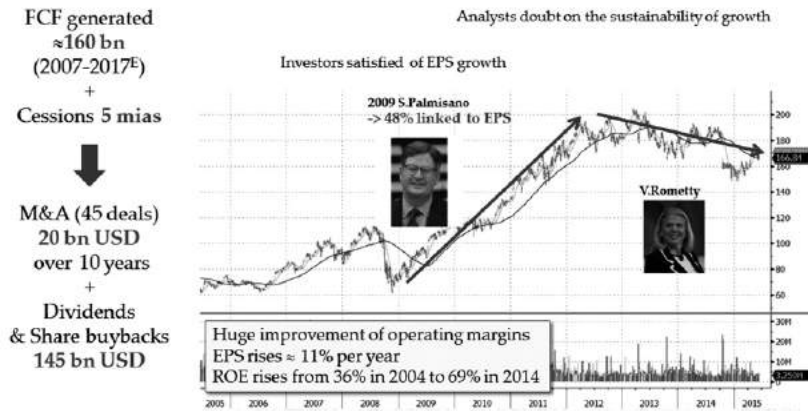 FCF generated
≈160 bn
(2007-2017ᴱ)
+
Cessions 5 mias
M&A (45 deals)
20 bn USD
over 10 years
+
Dividends
& Share buybacks
145 bn USD
Analysts doubt on the sustainability of growth
Investors satisfied of EPS growth
2009 S.Palmisano
-> 48% linked to EPS
V.Rometty
200
180
160
140
120
100
80
60
30M
20M
10M
0
Huge improvement of operating margins
EPS rises ≈ 11% per year
ROE rises from 36% in 2004 to 69% in 2014
2005 2006 2007 2008 2009 2010 2011 2012 2013 2014 2015